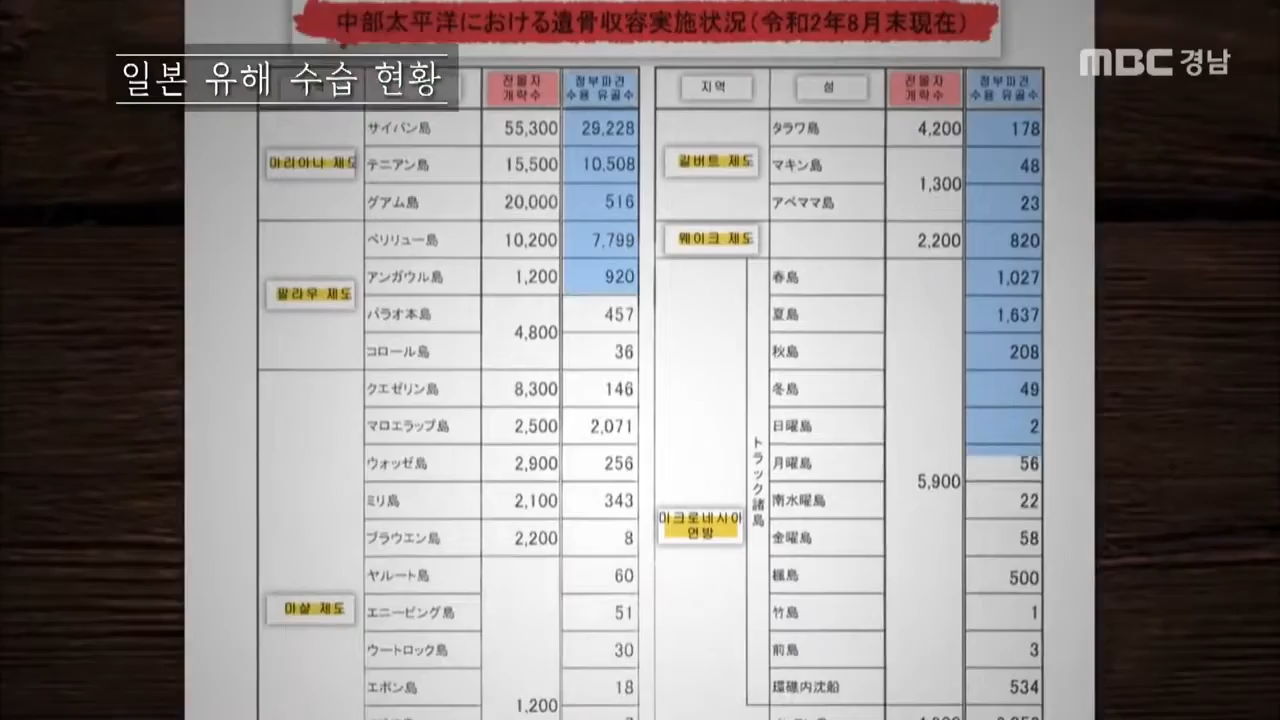 中部太平洋における遺骨収容実施状況(令和2年8月末現在)
일본 유해 수습 현황
MBC 경남
전몰자 개략수 정부파견 수용 유골수
마리아나 제도
サイパン島 55,300 29,228
テニアン島 15,500 10,508
グアム島 20,000 516
팔라우 제도
ペリリュー島 10,200 7,799
アンガウル島 1,200 920
パラオ本島 4,800 457
コロール島 36
마샬 제도
クエゼリン島 8,300 146
マロエラップ島 2,500 2,071
ウォッゼ島 2,900 256
ミリ島 2,100 343
ブラウエン島 2,200 8
ヤルート島 60
エニービング島 51
ウートロック島 30
エボン島 18
1,200
지역 섬 전몰자 개략수 정부파견 수용 유골수
길버트 제도
タラワ島 4,200 178
マキン島 1,300 48
アベママ島 23
웨이크 제도 2,200 820
미크로네시아 연방
トラック諸島
春島 1,027
夏島 1,637
秋島 208
冬島 49
日曜島 2
月曜島 5,900 56
南水曜島 22
金曜島 58
楓島 500
竹島 1
前島 3
環礁内沈船 534